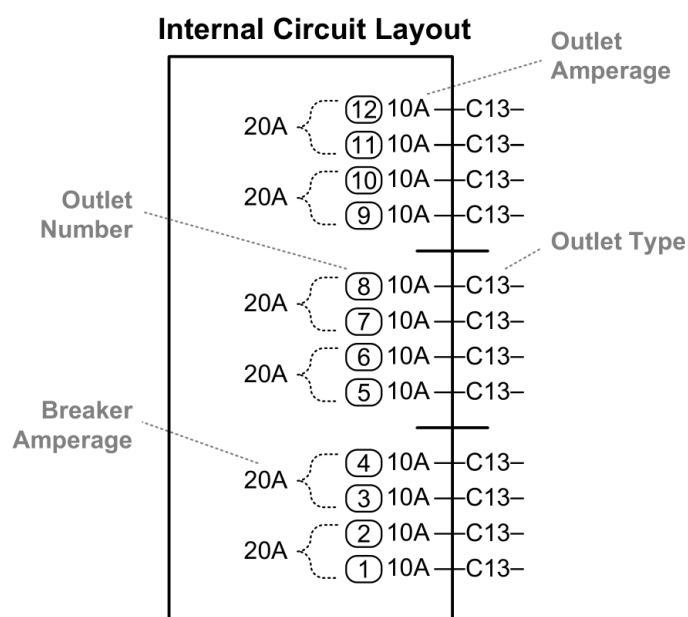 Internal Circuit Layout
Outlet
Amperage
20A
12 10A C13
11 10A C13
20A
10 10A C13
9 10A C13
Outlet
Number
Outlet Type
20A
8 10A C13
7 10A C13
20A
6 10A C13
5 10A C13
Breaker
Amperage
20A
4 10A C13
3 10A C13
20A
2 10A C13
1 10A C13